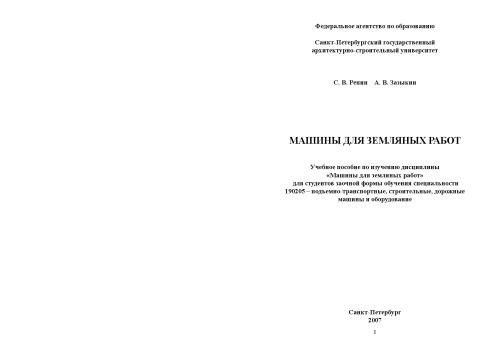 Федеральное агентство по образованию
Санкт-Петербургский государственный
архитектурно-строительный университет
С. В. Репин А. В. Зазыкин
МАШИНЫ ДЛЯ ЗЕМЛЯНЫХ РАБОТ
Учебное пособие по изучению дисциплины
«Машины для земляных работ»
для студентов заочной формы обучения специальности
190205 – подъемно-транспортные, строительные, дорожные
машины и оборудование
Санкт-Петербург
2007
1